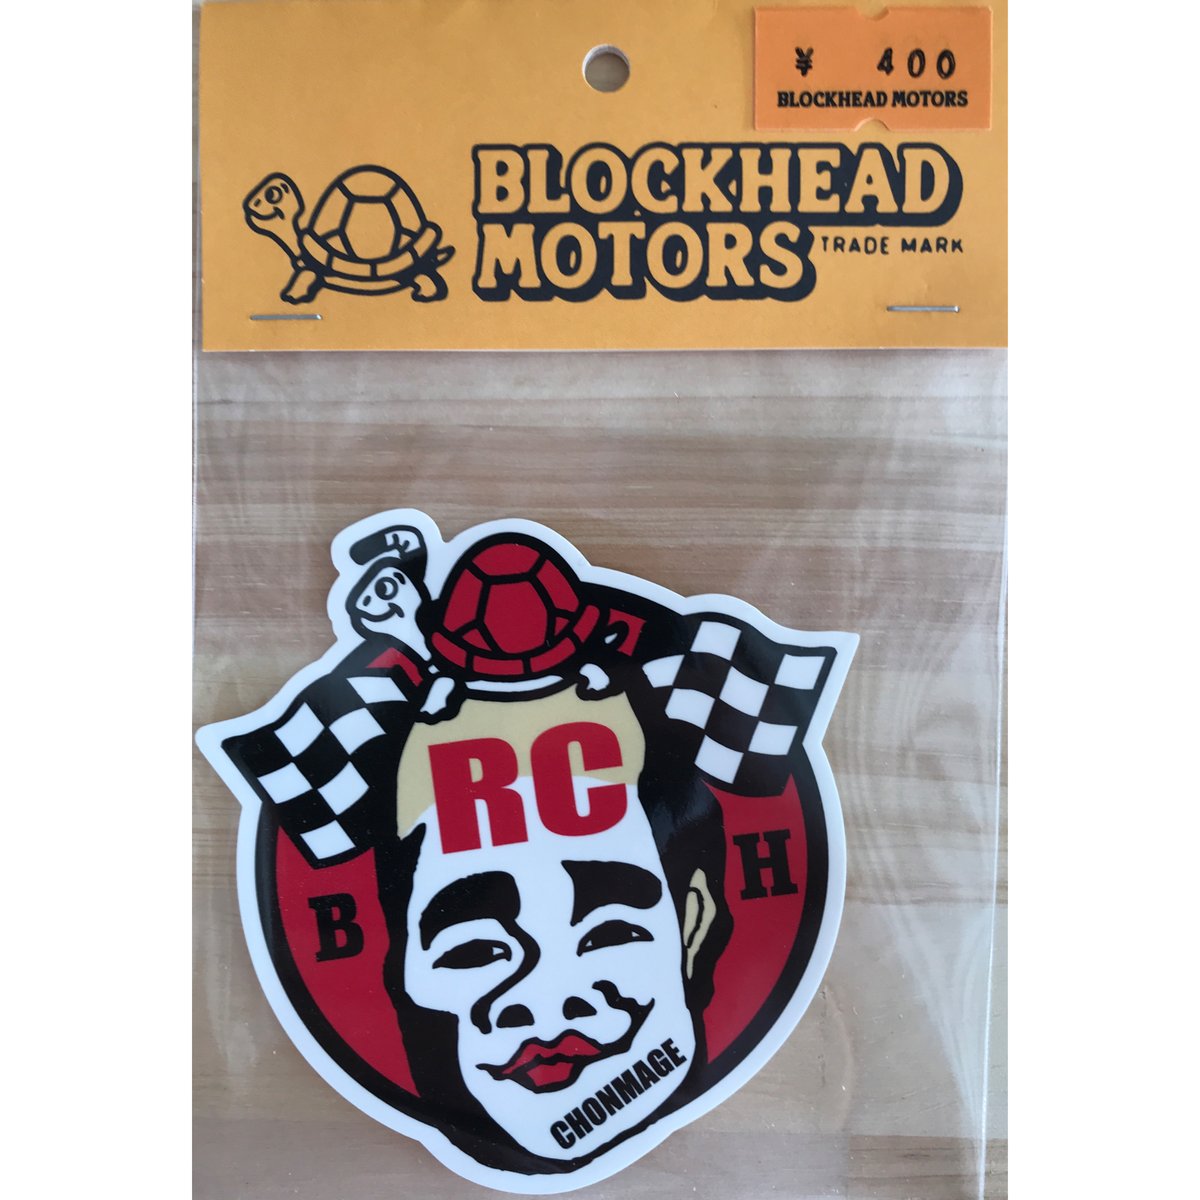 ¥ 400
BLOCKHEAD MOTORS
BLOCKHEAD
MOTORS
TRADE MARK
RC
B
H
CHONMAGE